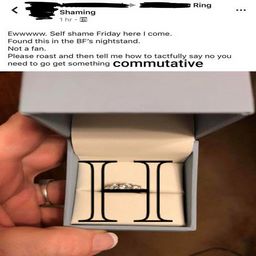 Ring
Shaming
1 hr •
Ewwwww. Self shame Friday here I come.
Found this in the BF's nightstand.
Not a fan.
Please roast and then tell me how to tactfully say no you
need to go get something commutative
H